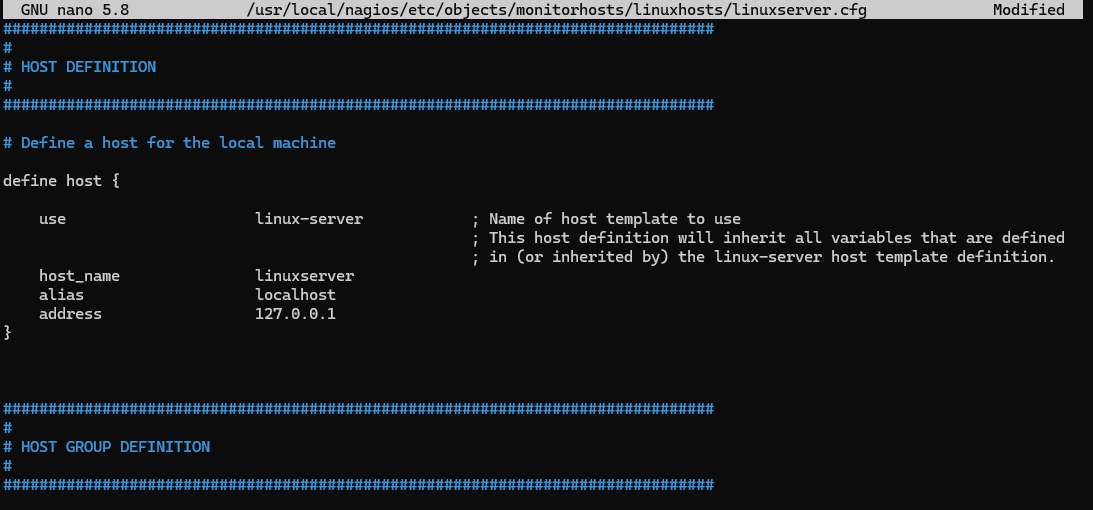 GNU nano 5.8 /usr/local/nagios/etc/objects/monitorhosts/linuxhosts/linuxserver.cfg Modified
###############################################################################
#
# HOST DEFINITION
#
###############################################################################
# Define a host for the local machine
define host {
use linux-server ; Name of host template to use
; This host definition will inherit all variables that are defined
; in (or inherited by) the linux-server host template definition.
host_name linuxserver
alias localhost
address 127.0.0.1
}
###############################################################################
#
# HOST GROUP DEFINITION
#
###############################################################################